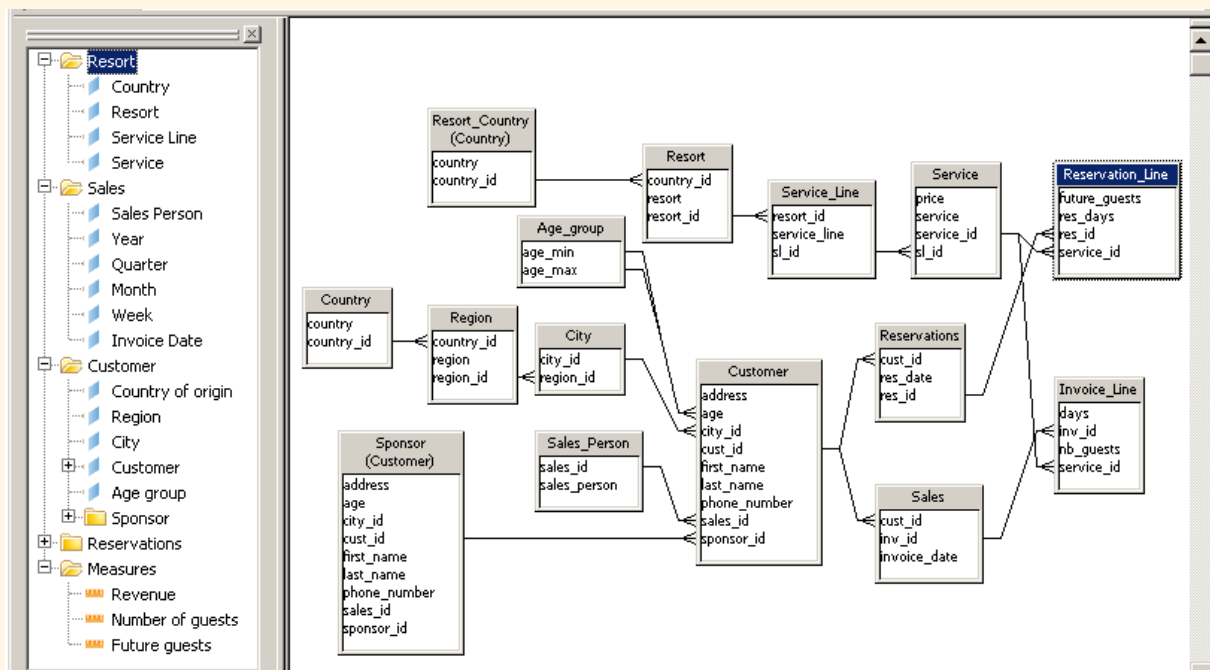 Resort
Country
Resort
Service Line
Service
Sales
Sales Person
Year
Quarter
Month
Week
Invoice Date
Customer
Country of origin
Region
City
Customer
Age group
Sponsor
Reservations
Measures
Revenue
Number of guests
Future guests
Resort_Country
(Country)
country
country_id
Resort
country_id
resort
resort_id
Service_Line
resort_id
service_line
sl_id
Service
price
service
service_id
sl_id
Reservation_Line
future_guests
res_days
res_id
service_id
Age_group
age_min
age_max
Country
country
country_id
Region
country_id
region
region_id
City
city_id
region_id
Customer
address
age
city_id
cust_id
first_name
last_name
phone_number
sales_id
sponsor_id
Reservations
cust_id
res_date
res_id
Invoice_Line
days
inv_id
nb_guests
service_id
Sponsor
(Customer)
address
age
city_id
cust_id
first_name
last_name
phone_number
sales_id
sponsor_id
Sales_Person
sales_id
sales_person
Sales
cust_id
inv_id
invoice_date